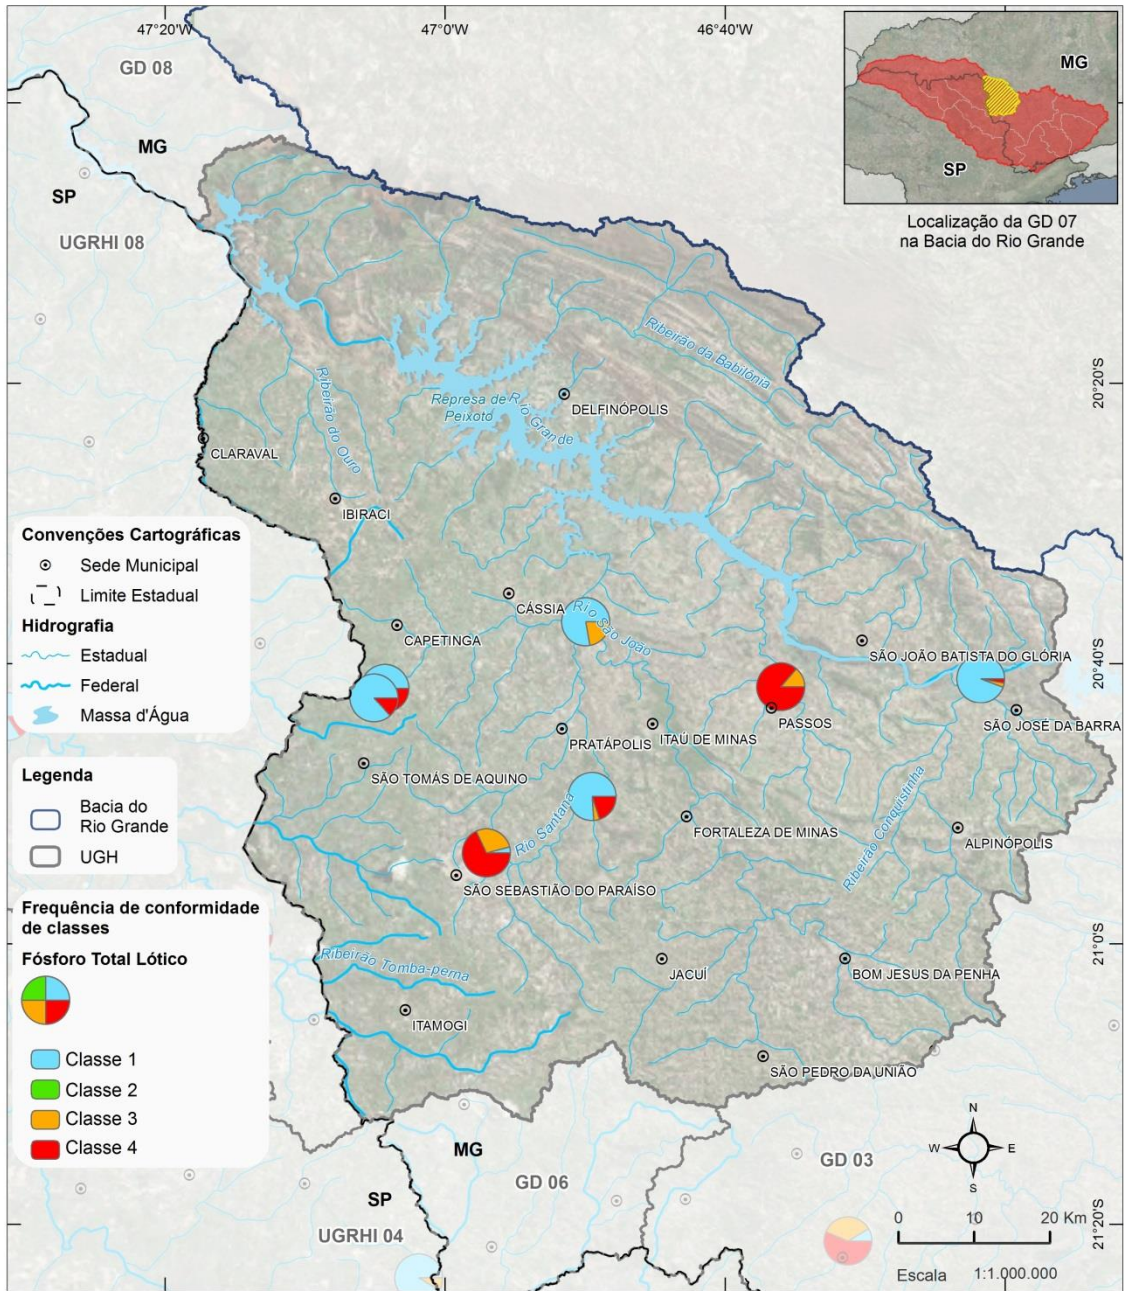 47°20'W
47°0'W
46°40'W
GD 08
MG
SP
UGRHI 08
MG
SP
Localização da GD 07
na Bacia do Rio Grande
20°20'S
20°40'S
21°0'S
21°20'S
Ribeirão da Babilônia
Represa de
Peixoto
Rio Grande
DELFINÓPOLIS
Ribeirão do Ouro
CLARAVAL
IBIRACI
CÁSSIA
Rio São João
CAPETINGA
SÃO JOÃO BATISTA DO GLÓRIA
SÃO JOSÉ DA BARRA
PASSOS
PRATÁPOLIS
ITAÚ DE MINAS
SÃO TOMÁS DE AQUINO
Rio Santana
FORTALEZA DE MINAS
Ribeirão Conquistinha
ALPINÓPOLIS
SÃO SEBASTIÃO DO PARAÍSO
Ribeirão Tomba-perna
JACUÍ
BOM JESUS DA PENHA
ITAMOGI
SÃO PEDRO DA UNIÃO
Convenções Cartográficas
Sede Municipal
Limite Estadual
Hidrografia
Estadual
Federal
Massa d'Água
Legenda
Bacia do
Rio Grande
UGH
Frequência de conformidade
de classes
Fósforo Total Lótico
Classe 1
Classe 2
Classe 3
Classe 4
MG
SP
GD 06
GD 03
UGRHI 04
N
W
E
S
0 10 20 Km
Escala 1:1.000.000